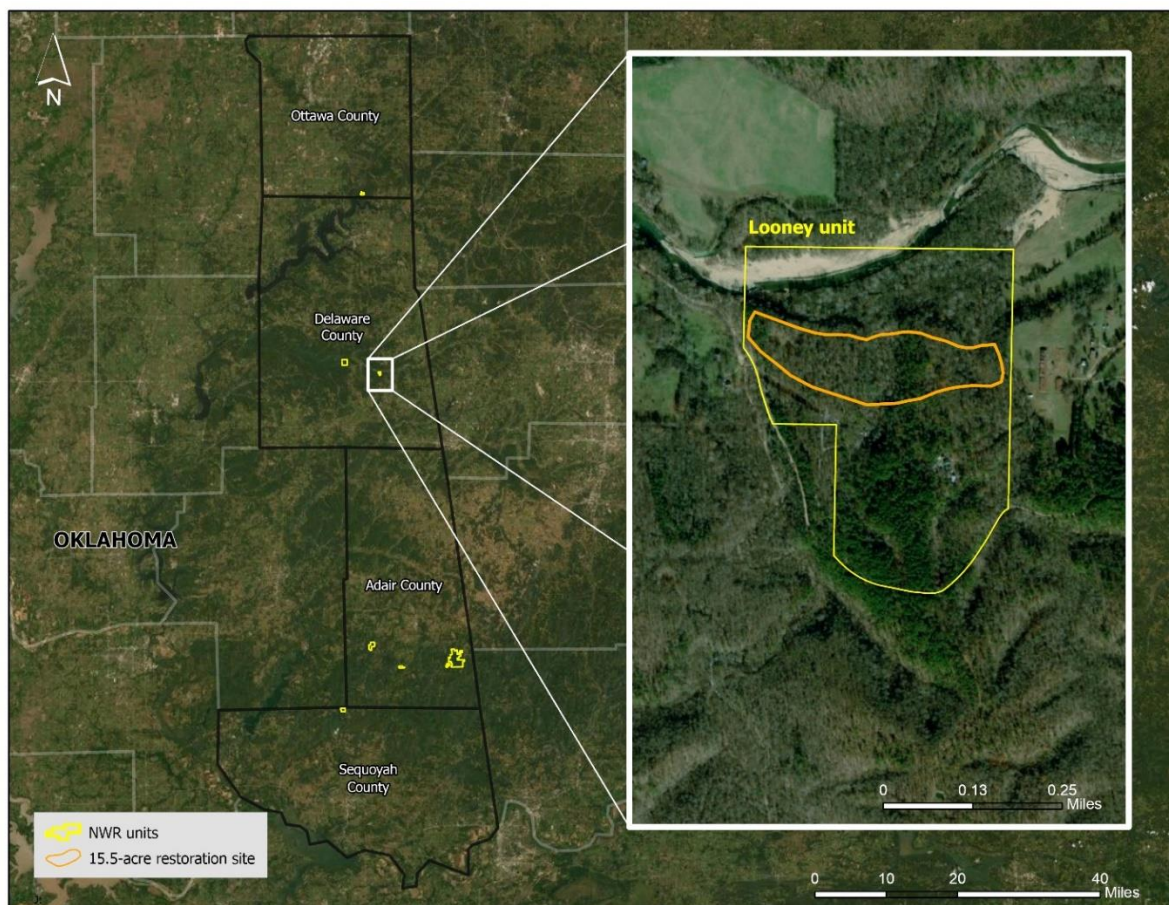 N
Ottawa County
Delaware
County
OKLAHOMA
Adair County
Sequoyah
County
Looney unit
0 0.13 0.25
Miles
NWR units
15.5-acre restoration site
0 10 20 40
Miles